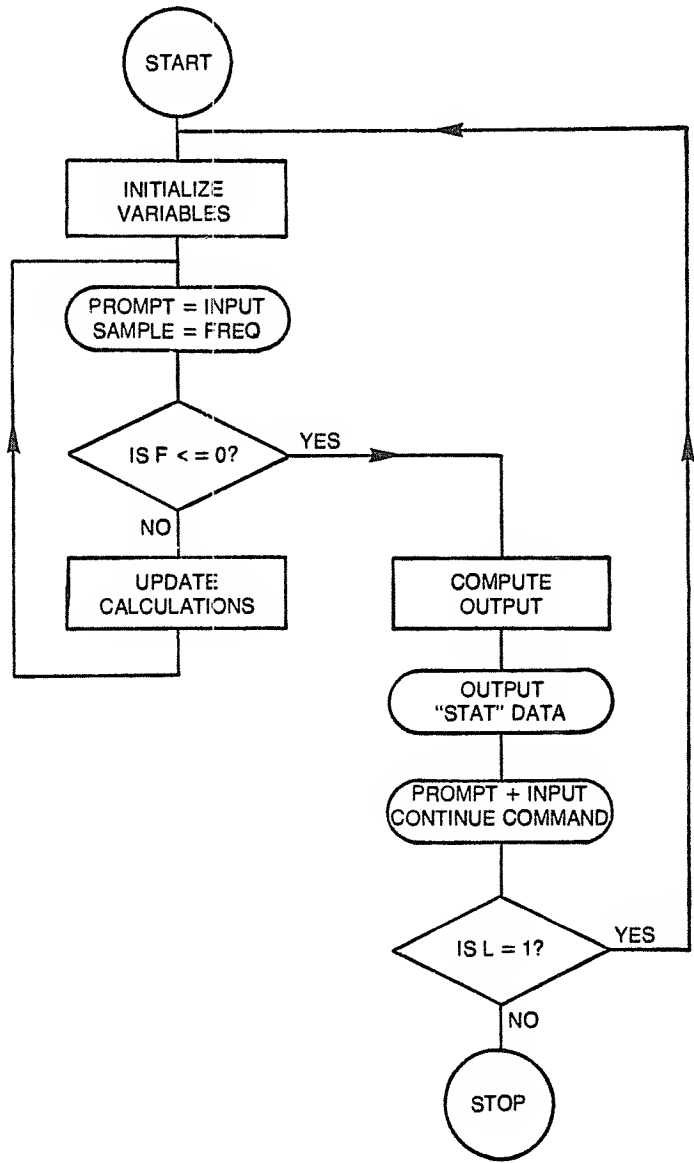 START
INITIALIZE
VARIABLES
PROMPT = INPUT
SAMPLE = FREQ
IS F < = 0?
YES
NO
UPDATE
CALCULATIONS
COMPUTE
OUTPUT
OUTPUT
"STAT" DATA
PROMPT + INPUT
CONTINUE COMMAND
IS L = 1?
YES
NO
STOP